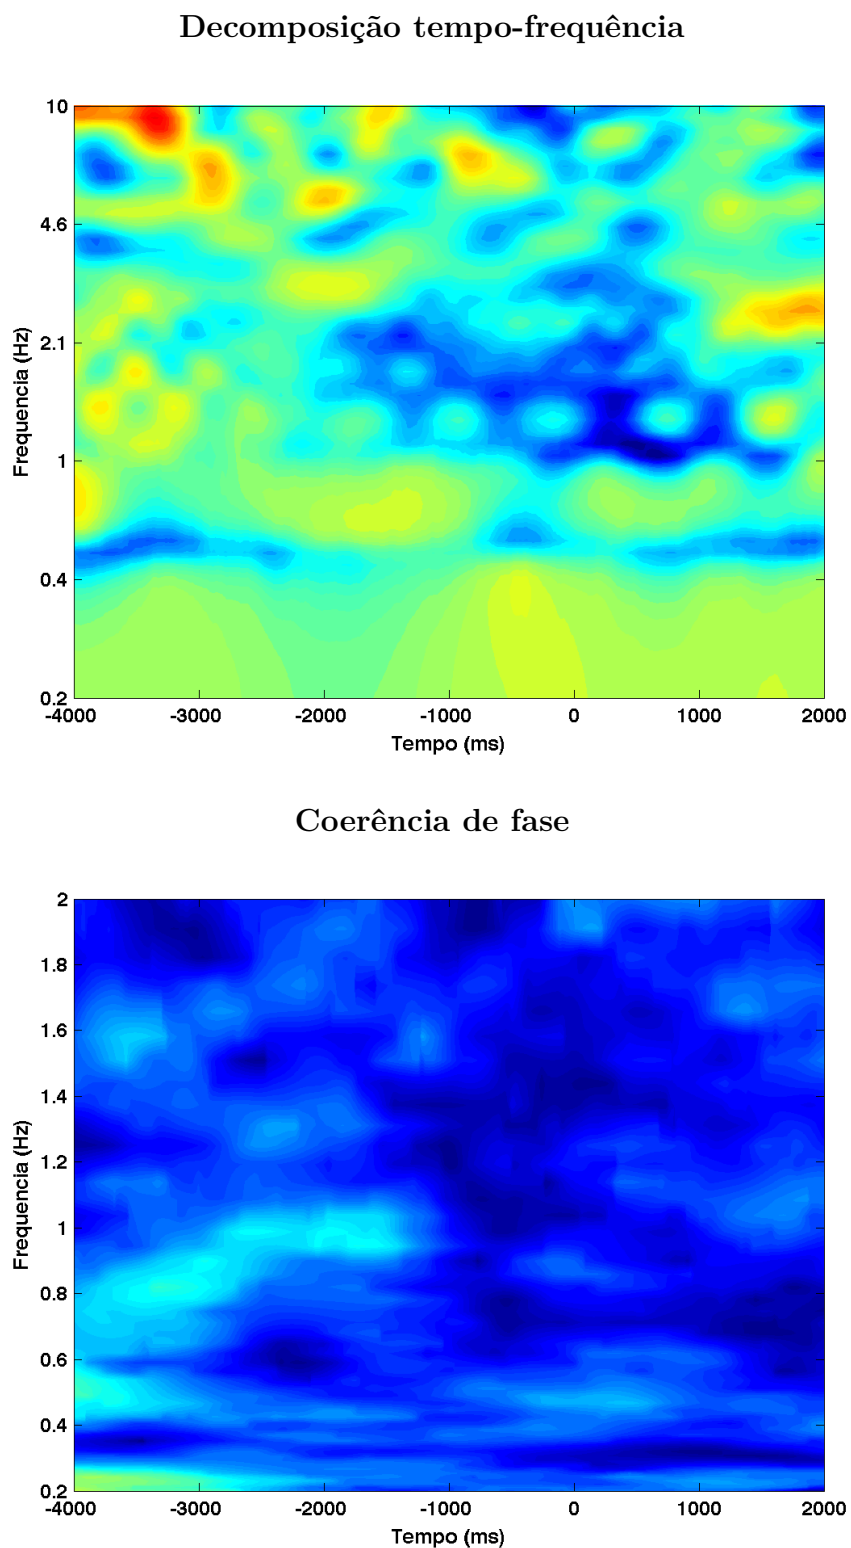 Decomposição tempo-frequência
10
4.6
2.1
1
0.4
0.2
Frequencia (Hz)
-4000 -3000 -2000 -1000 0 1000 2000
Tempo (ms)
Coerência de fase
2
1.8
1.6
1.4
1.2
1
0.8
0.6
0.4
0.2
Frequencia (Hz)
-4000 -3000 -2000 -1000 0 1000 2000
Tempo (ms)